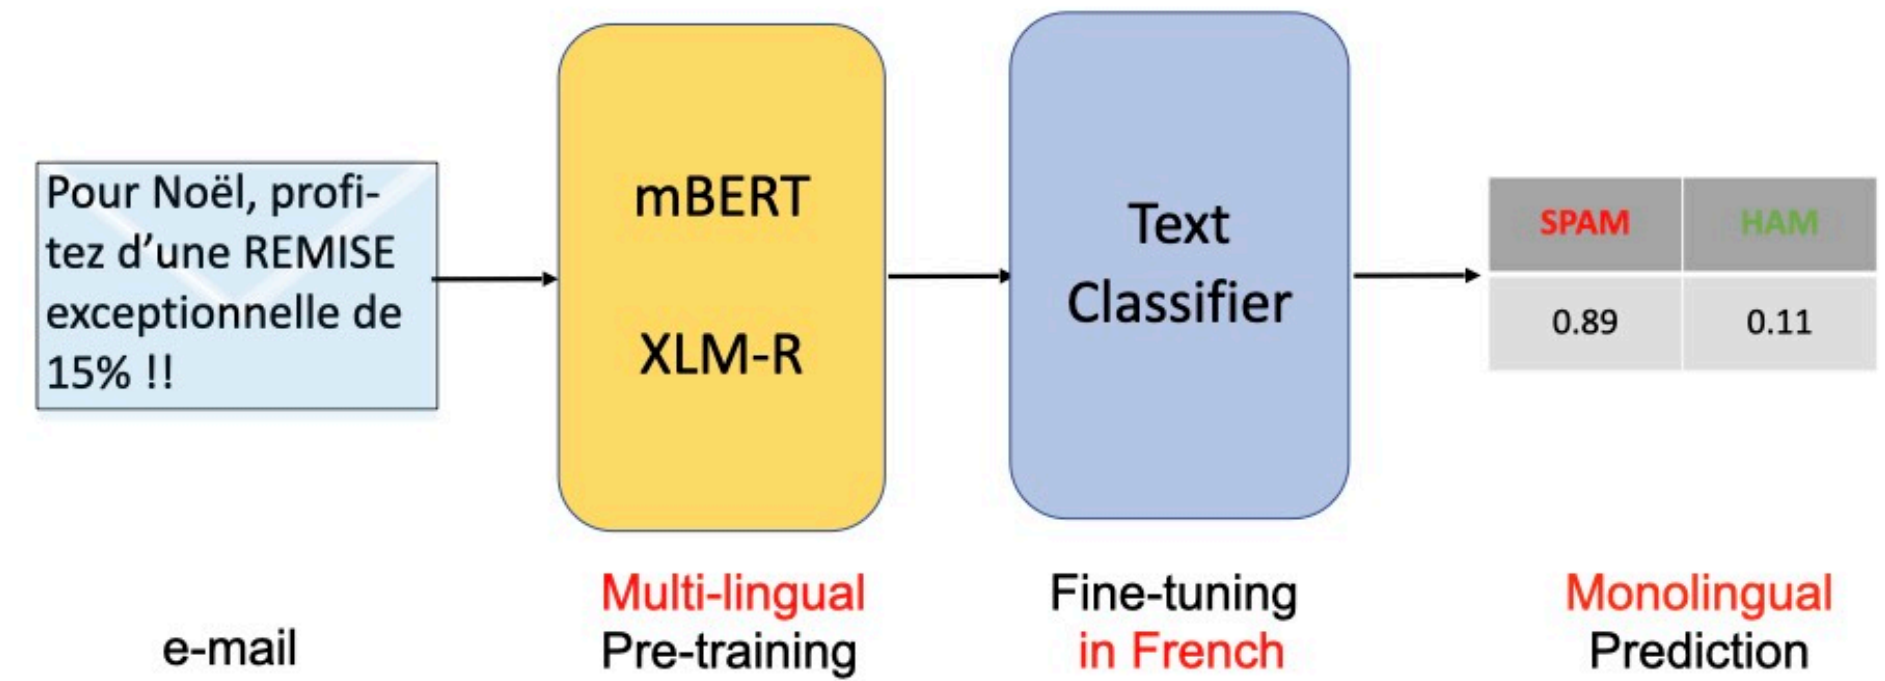 Pour Noël, profi-
tez d'une REMISE
exceptionnelle de
15% !!
mBERT
XLM-R
Text
Classifier
SPAM HAM
0.89 0.11
e-mail
Multi-lingual
Pre-training
Fine-tuning
in French
Monolingual
Prediction